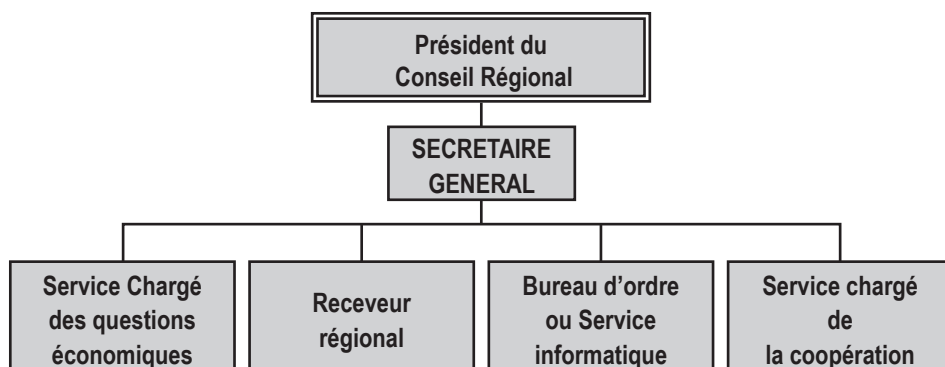 Président du
Conseil Régional
SECRETAIRE
GENERAL
Service Chargé
des questions
économiques
Receveur
régional
Bureau d’ordre
ou Service
informatique
Service chargé
de
la coopération